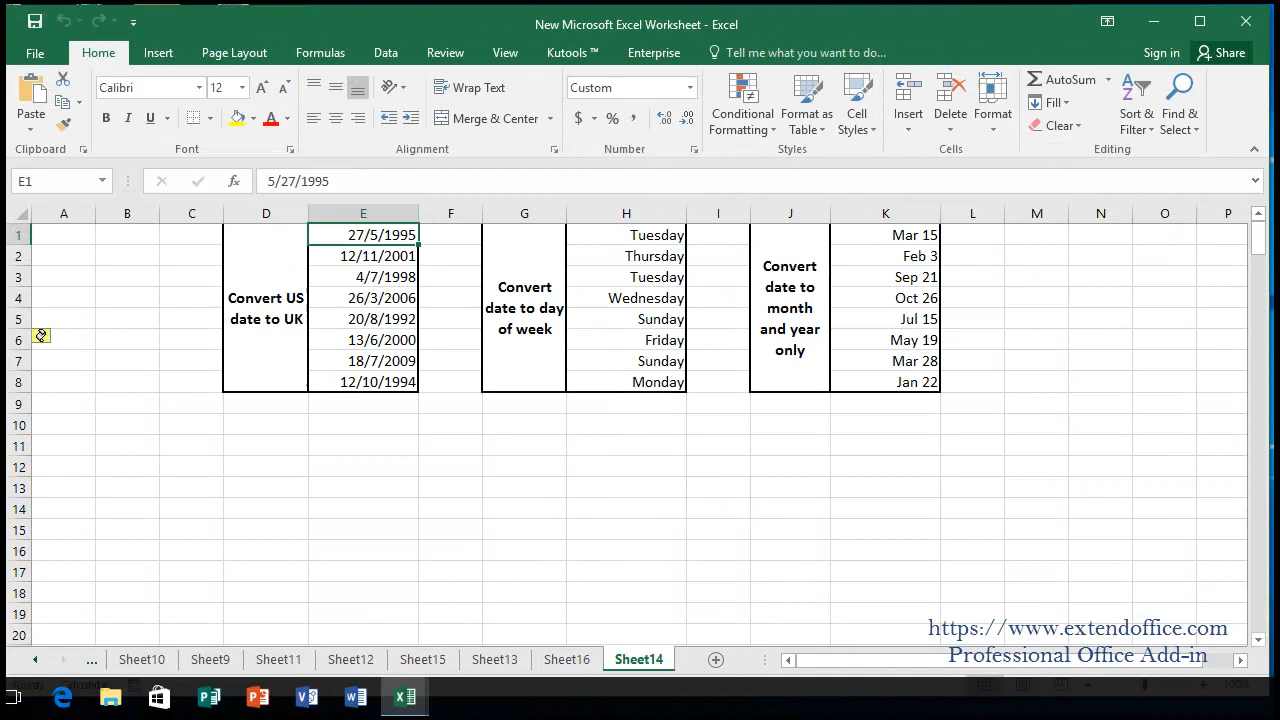 New Microsoft Excel Worksheet - Excel
File Home Insert Page Layout Formulas Data Review View Kutools ™ Enterprise Tell me what you want to do... Sign in Share
Paste
Calibri 12
B I U A
Wrap Text
Merge & Center
Custom
$ % ,
Conditional Formatting
Format as Table
Cell Styles
Insert Delete Format
AutoSum
Fill
Clear
Sort & Filter
Find & Select
Clipboard Font Alignment Number Styles Cells Editing
E1 fx 5/27/1995
A B C D E F G H I J K L M N O P
1 27/5/1995 Tuesday Mar 15
2 12/11/2001 Thursday Feb 3
3 4/7/1998 Tuesday Sep 21
4 26/3/2006 Wednesday Oct 26
5 20/8/1992 Sunday Jul 15
6 13/6/2000 Friday May 19
7 18/7/2009 Sunday Mar 28
8 12/10/1994 Monday Jan 22
Convert US
date to UK
Convert
date to day
of week
Convert
date to
month
and year
only
9
10
11
12
13
14
15
16
17
18
19
20
https://www.extendoffice.com
Professional Office Add-in
... Sheet10 Sheet9 Sheet11 Sheet12 Sheet15 Sheet13 Sheet16 Sheet14